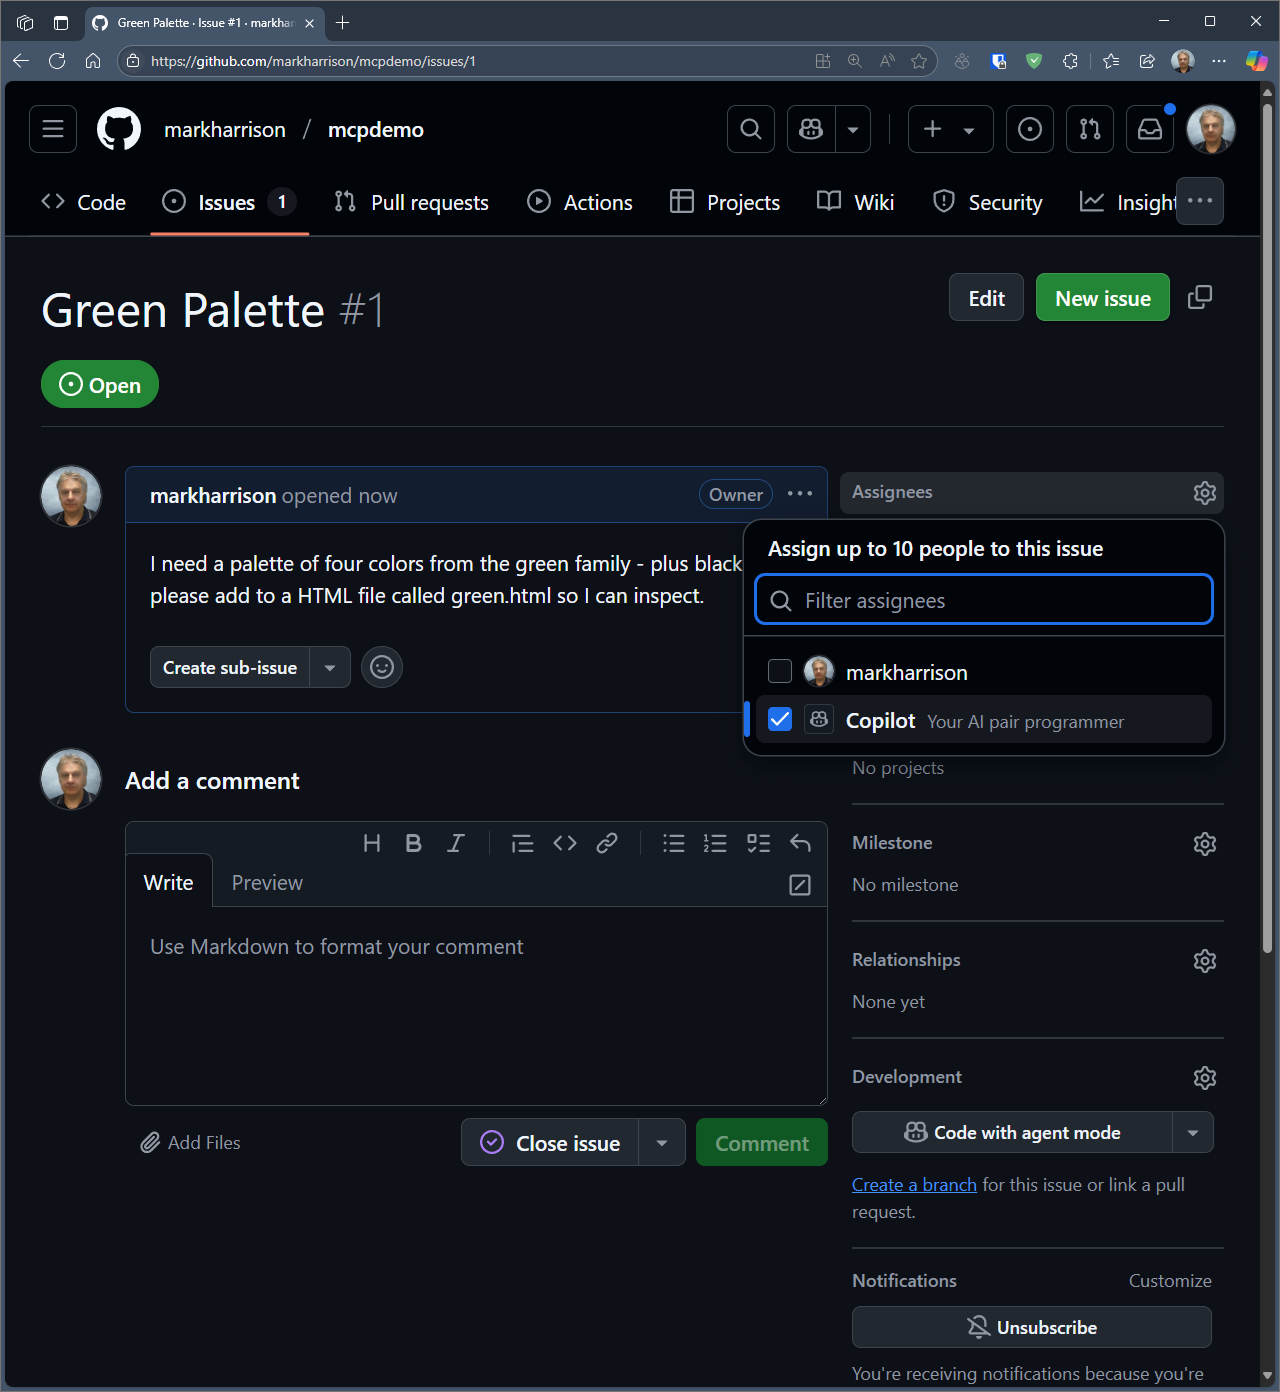 Green Palette · Issue #1 · markhar
https://github.com/markharrison/mcpdemo/issues/1
markharrison / mcpdemo
Code
Issues 1
Pull requests
Actions
Projects
Wiki
Security
Insight
Green Palette #1
Edit
New issue
Open
markharrison opened now
Owner
I need a palette of four colors from the green family - plus black
please add to a HTML file called green.html so I can inspect.
Create sub-issue
Assignees
Assign up to 10 people to this issue
Filter assignees
markharrison
Copilot Your AI pair programmer
No projects
Milestone
No milestone
Relationships
None yet
Development
Code with agent mode
Create a branch for this issue or link a pull
request.
Notifications
Customize
Unsubscribe
You're receiving notifications because you're
Add a comment
H B I
Write
Preview
Use Markdown to format your comment
Add Files
Close issue
Comment